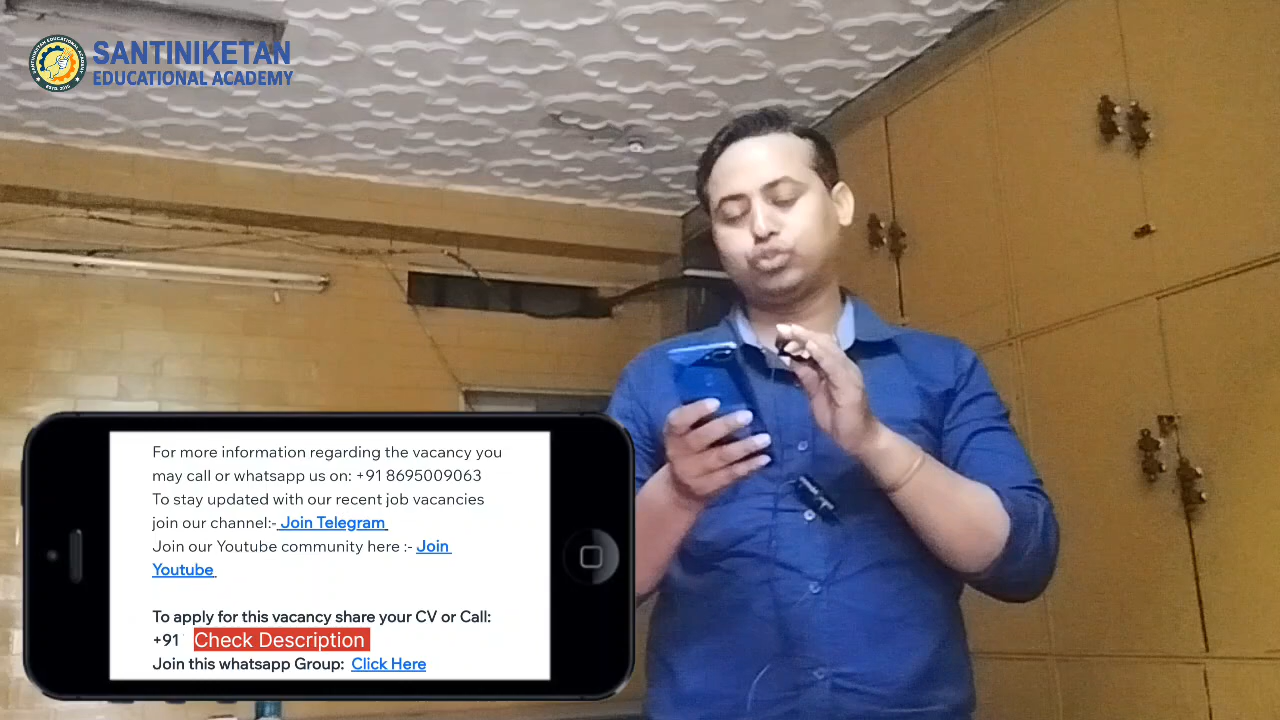 SANTINIKETAN
EDUCATIONAL ACADEMY
For more information regarding the vacancy you
may call or whatsapp us on: +91 8695009063
To stay updated with our recent job vacancies
join our channel:- Join Telegram
Join our Youtube community here :- Join
Youtube
To apply for this vacancy share your CV or Call:
+91 Check Description
Join this whatsapp Group: Click Here